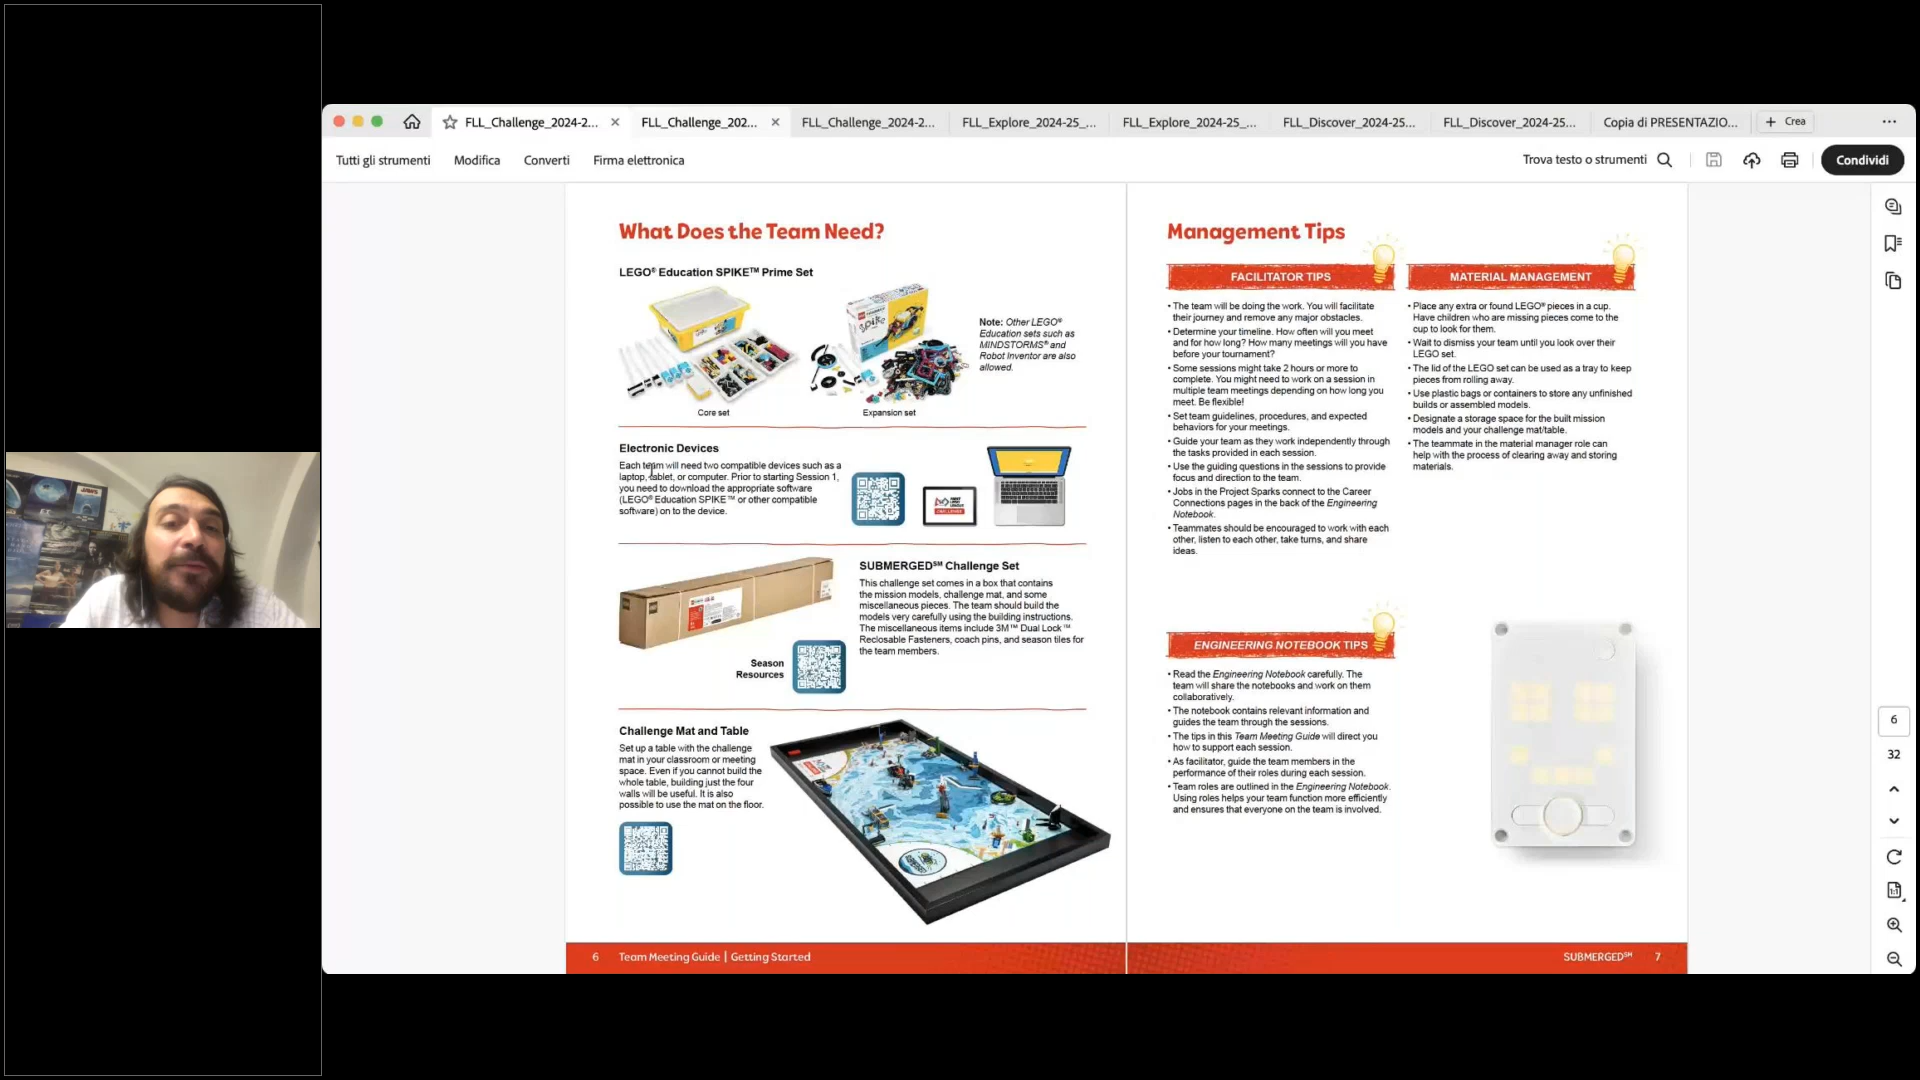 FLL_Challenge_2024-2...
FLL_Challenge_202...
FLL_Challenge_2024-2...
FLL_Explore_2024-25_...
FLL_Explore_2024-25_...
FLL_Discover_2024-25...
FLL_Discover_2024-25...
Copia di PRESENTAZIO...
Crea
Tutti gli strumenti
Modifica
Converti
Firma elettronica
Trova testo o strumenti
Condividi
What Does the Team Need?
LEGO® Education SPIKE™ Prime Set
Note: Other LEGO®
Education sets such as
MINDSTORMS® and
Robot Inventor are also
allowed.
Core set
Expansion set
Electronic Devices
Each team will need two compatible devices such as a
laptop, tablet, or computer. Prior to starting Session 1,
you need to download the appropriate software
(LEGO® Education SPIKE™ or other compatible
software) on to the device.
SUBMERGED℠ Challenge Set
This challenge set comes in a box that contains
the mission models, challenge mat, and some
miscellaneous pieces. The team should build the
models very carefully using the building instructions.
The miscellaneous items include 3M™ Dual Lock™
Reclosable Fasteners, coach pins, and season tiles for
the team members.
Season
Resources
Challenge Mat and Table
Set up a table with the challenge
mat in your classroom or meeting
space. Even if you cannot build the
whole table, building just the four
walls will be useful. It is also
possible to use the mat on the floor.
6 Team Meeting Guide | Getting Started
Management Tips
FACILITATOR TIPS
• The team will be doing the work. You will facilitate
their journey and remove any major obstacles.
• Determine your timeline. How often will you meet
and for how long? How many meetings will you have
before your tournament?
• Some sessions might take 2 hours or more to
complete. You might need to work on a session in
multiple team meetings depending on how long you
meet. Be flexible!
• Set team guidelines, procedures, and expected
behaviors for your meetings.
• Guide your team as they work independently through
the tasks provided in each session.
• Use the guiding questions in the sessions to provide
focus and direction to the team.
• Jobs in the Project Sparks connect to the Career
Connections pages in the back of the Engineering
Notebook.
• Teammates should be encouraged to work with each
other, listen to each other, take turns, and share
ideas.
MATERIAL MANAGEMENT
• Place any extra or found LEGO® pieces in a cup.
Have children who are missing pieces come to the
cup to look for them.
• Wait to dismiss your team until you look over their
LEGO set.
• The lid of the LEGO set can be used as a tray to keep
pieces from rolling away.
• Use plastic bags or containers to store any unfinished
builds or assembled models.
• Designate a storage space for the built mission
models and your challenge mat/table.
• The teammate in the material manager role can
help with the process of clearing away and storing
materials.
ENGINEERING NOTEBOOK TIPS
• Read the Engineering Notebook carefully. The
team will share the notebooks and work on them
collaboratively.
• The notebook contains relevant information and
guides the team through the sessions.
• The tips in this Team Meeting Guide will direct you
how to support each session.
• As facilitator, guide the team members in the
performance of their roles during each session.
• Team roles are outlined in the Engineering Notebook.
Using roles helps your team function more efficiently
and ensures that everyone on the team is involved.
SUBMERGED℠ 7
6
32